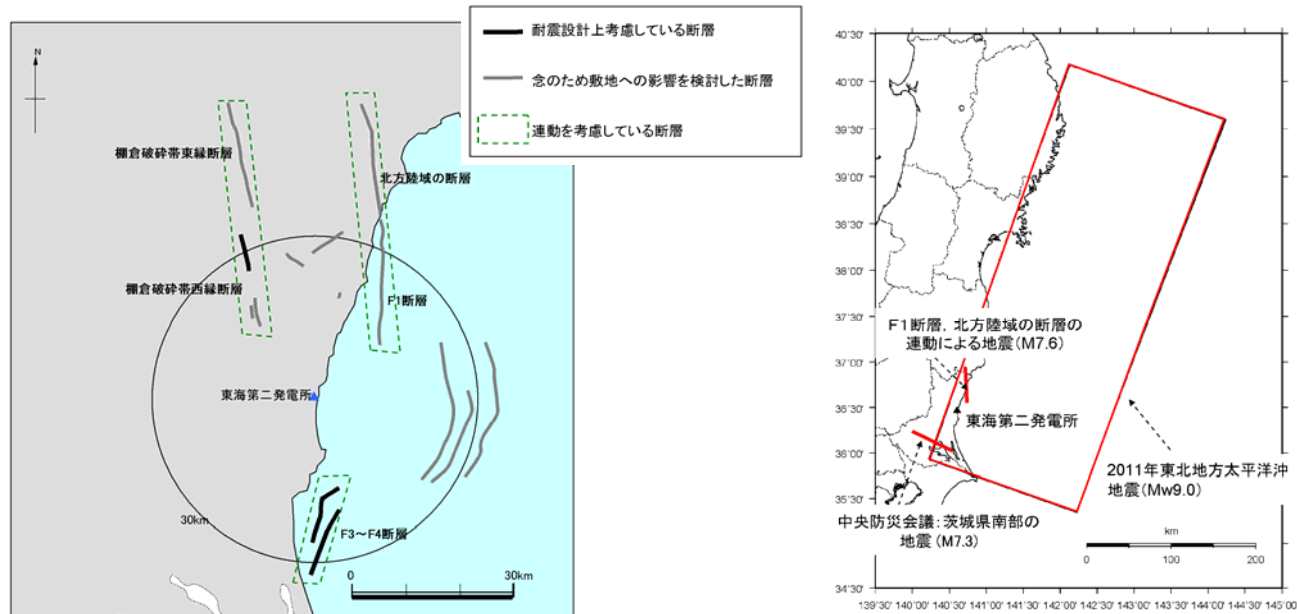 N
耐震設計上考慮している断層
念のため敷地への影響を検討した断層
連動を考慮している断層
棚倉破砕帯東縁断層
北方陸域の断層
棚倉破砕帯西縁断層
F1断層
東海第二発電所
30km
F3～F4断層
0
30km
40˚30'
40˚00'
39˚30'
39˚00'
38˚30'
38˚00'
37˚30'
37˚00'
36˚30'
36˚00'
35˚30'
35˚00'
34˚30'
139˚30'
140˚00'
140˚30'
141˚00'
141˚30'
142˚00'
142˚30'
143˚00'
143˚30'
144˚00'
144˚30'
145˚00'
F1断層，北方陸域の断層の
連動による地震（M7.6）
東海第二発電所
2011年東北地方太平洋沖
地震（Mw9.0）
中央防災会議：茨城県南部の
地震（M7.3）
km
0
100
200